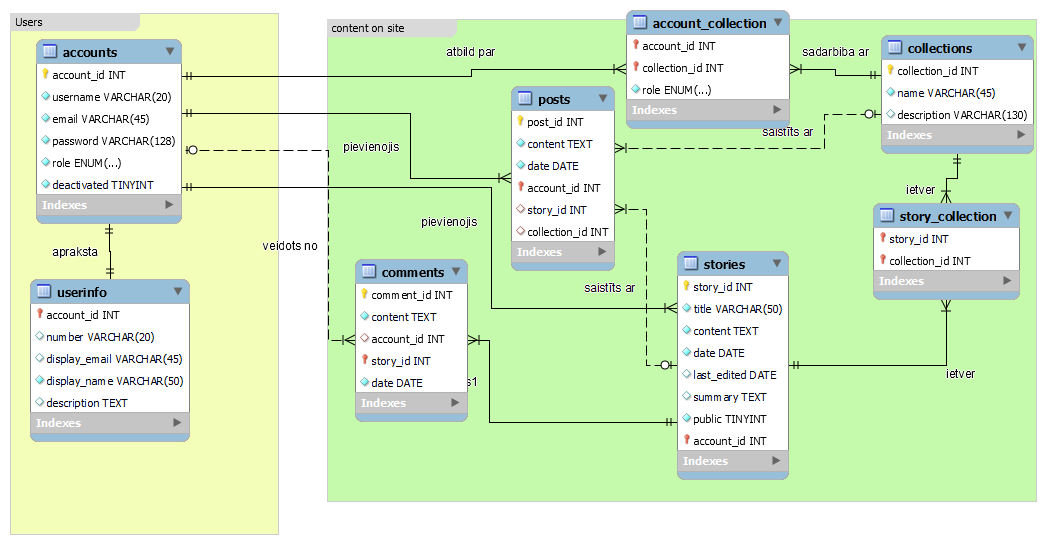 Users
accounts
account_id INT
username VARCHAR(20)
email VARCHAR(45)
password VARCHAR(128)
role ENUM(...)
deactivated TINYINT
Indexes
apraksta
userinfo
account_id INT
number VARCHAR(20)
display_email VARCHAR(45)
display_name VARCHAR(50)
description TEXT
Indexes
content on site
atbild par
pievienojis
pievienojis
veidots no
account_collection
account_id INT
collection_id INT
role ENUM(...)
Indexes
sadarbiba ar
collections
collection_id INT
name VARCHAR(45)
description VARCHAR(130)
Indexes
saistīts ar
posts
post_id INT
content TEXT
date DATE
account_id INT
story_id INT
collection_id INT
Indexes
saistīts ar
ietver
story_collection
story_id INT
collection_id INT
Indexes
ietver
comments
comment_id INT
content TEXT
account_id INT
story_id INT
date DATE
Indexes
s1
stories
story_id INT
title VARCHAR(50)
content TEXT
date DATE
last_edited DATE
summary TEXT
public TINYINT
account_id INT
Indexes